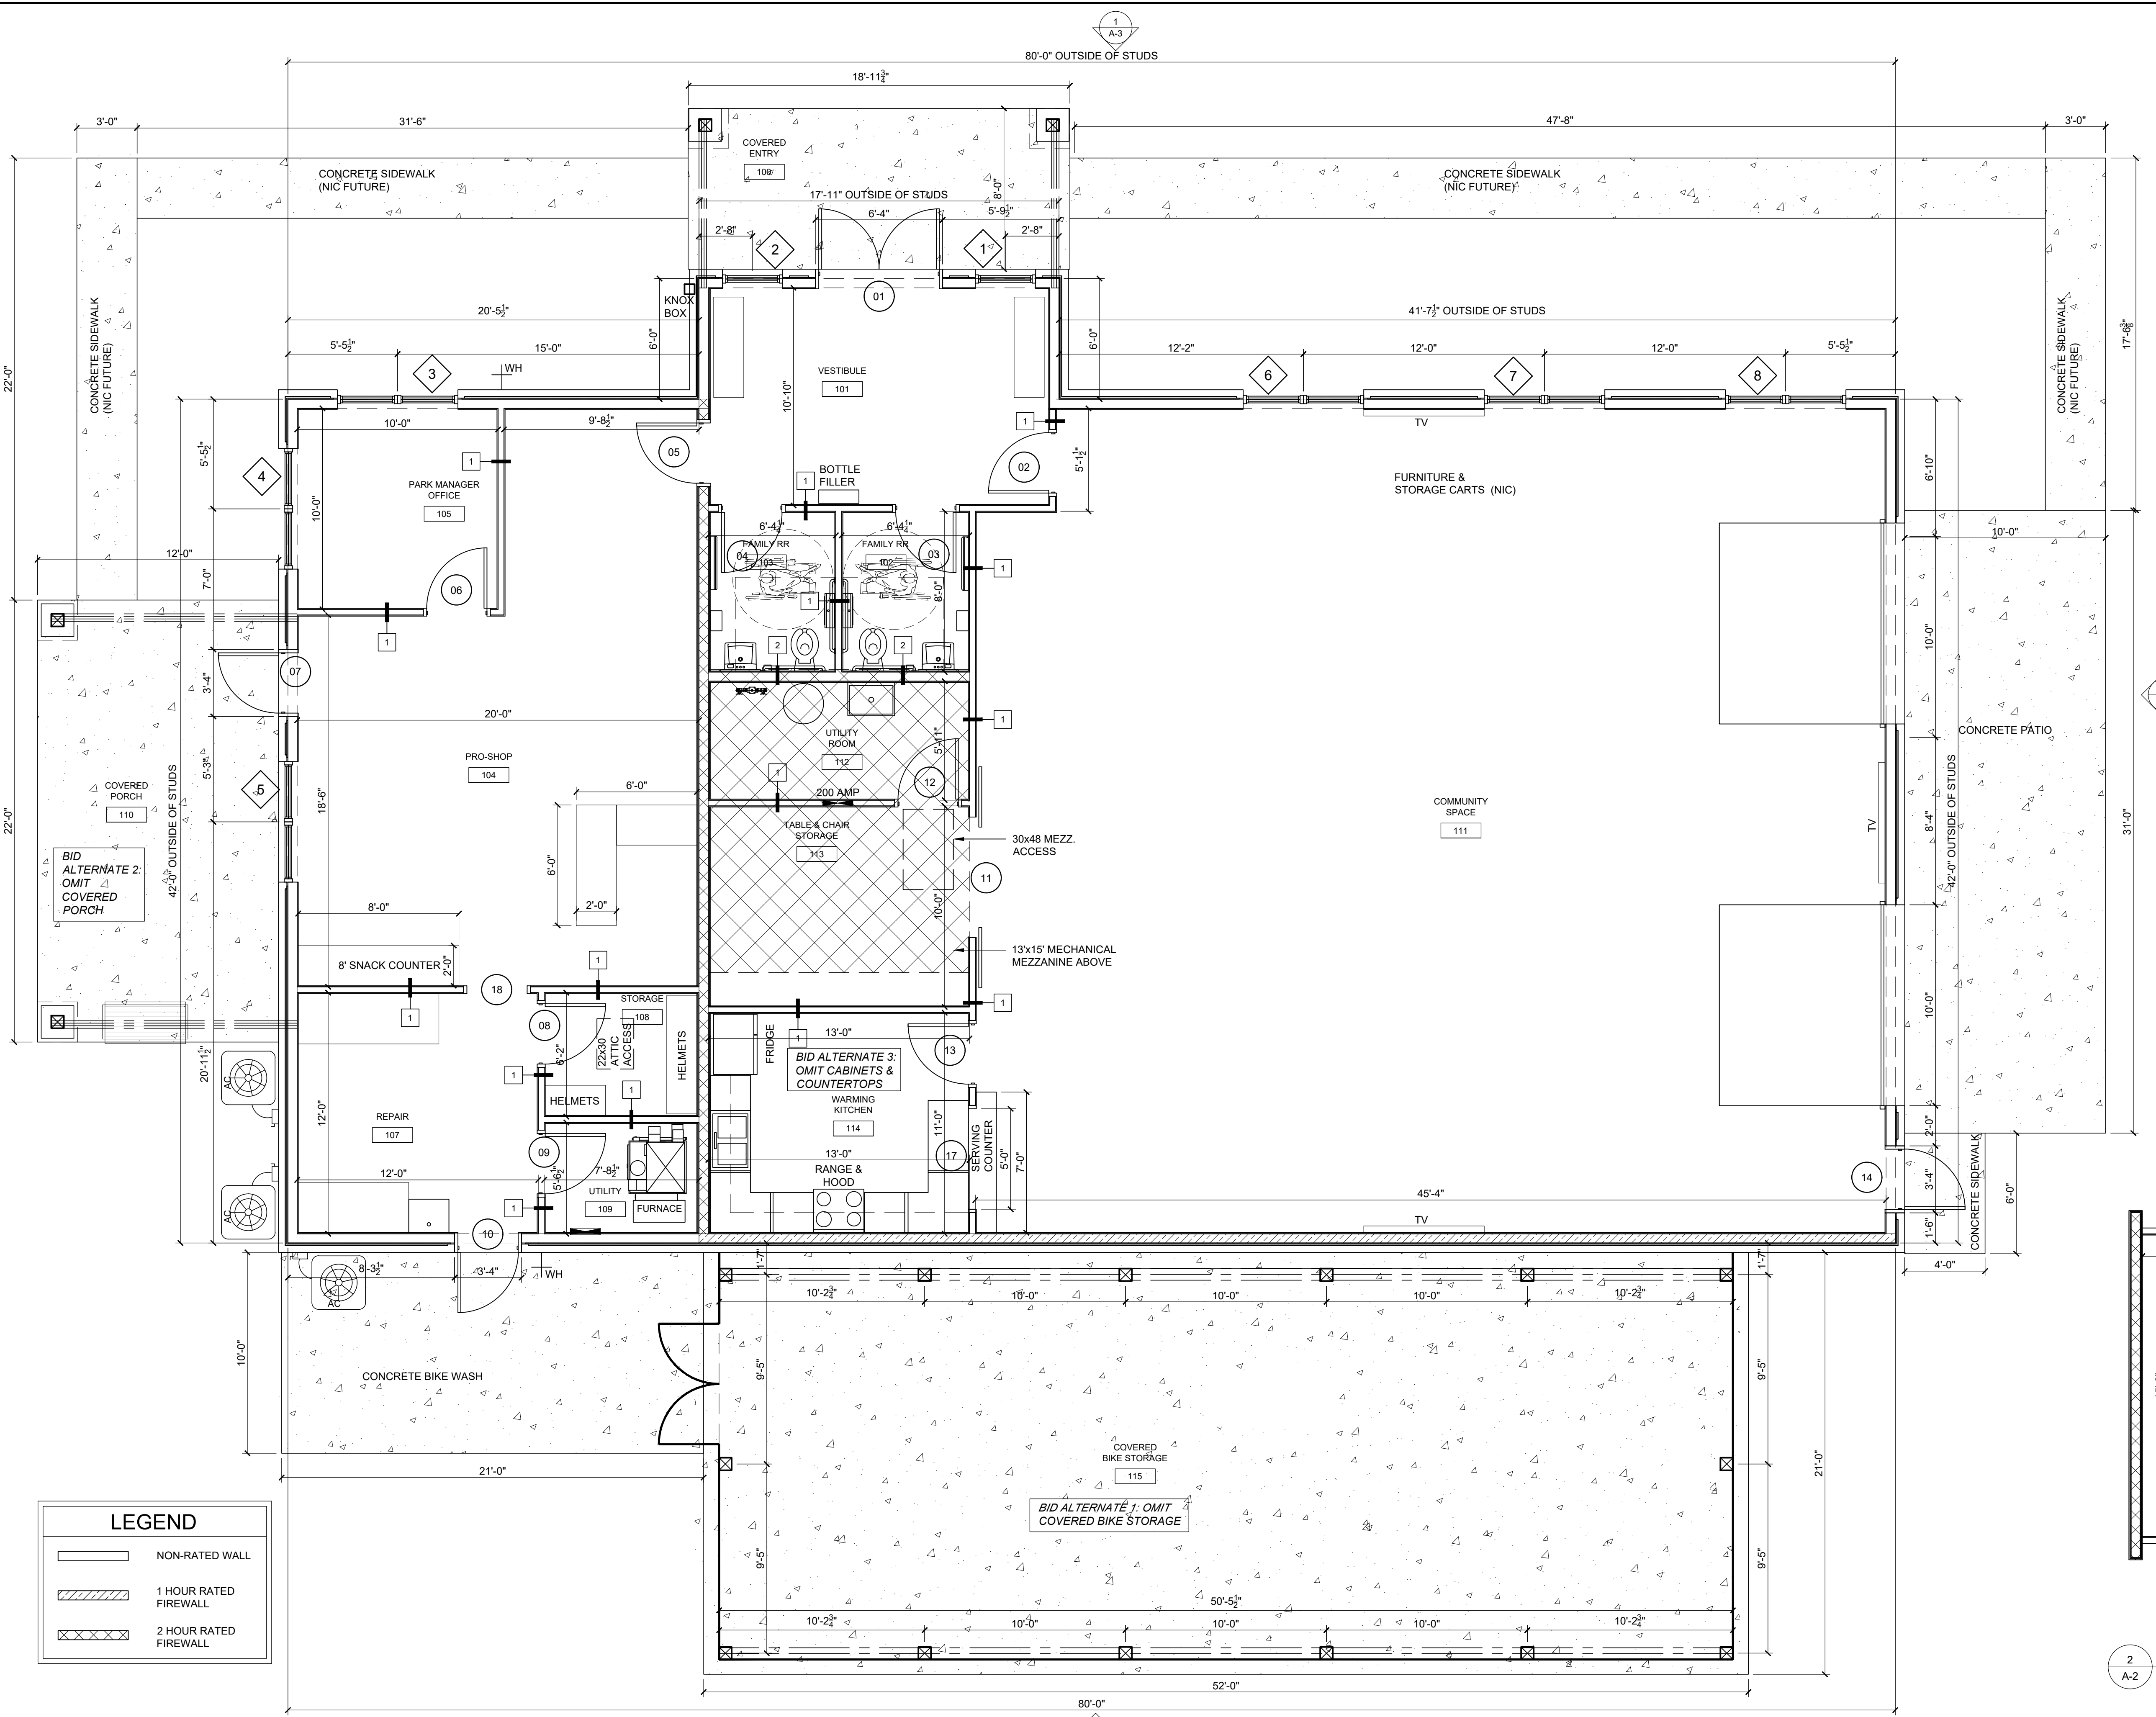 1
A-3
80'-0" OUTSIDE OF STUDS
18'-11¾"
3'-0"
31'-6"
47'-8"
3'-0"
COVERED
ENTRY
100
CONCRETE SIDEWALK
(NIC FUTURE)
CONCRETE SIDEWALK
(NIC FUTURE)
8'-0"
17'-11" OUTSIDE OF STUDS
6'-4"
5'-9½"
2'-8"
2
1
2'-8"
KNOX
BOX
01
20'-5½"
41'-7½" OUTSIDE OF STUDS
6'-0"
6'-0"
CONCRETE SIDEWALK
(NIC FUTURE)
CONCRETE SIDEWALK
(NIC FUTURE)
22'-0"
17'-6⅜"
5'-5½"
15'-0"
12'-2"
12'-0"
12'-0"
5'-5½"
3
WH
6
7
8
VESTIBULE
101
10'-10"
10'-0"
9'-8½"
05
1
TV
02
5'-1½"
5'-5½"
4
1
PARK MANAGER
OFFICE
105
10'-0"
BOTTLE
FILLER
1
FURNITURE &
STORAGE CARTS (NIC)
6'-10"
6'-4¼"
6'-4¼"
FAMILY RR
103
04
FAMILY RR
102
03
1
8'-0"
1
12'-0"
7'-0"
06
1
10'-0"
10'-0"
2
2
07
3'-4"
20'-0"
1
UTILITY
ROOM
112
5'-11"
CONCRETE PATIO
PRO-SHOP
104
1
12
200 AMP
5'-3"
5
COVERED
PORCH
110
22'-0"
42'-0" OUTSIDE OF STUDS
18'-6"
6'-0"
6'-0"
2'-0"
TABLE & CHAIR
STORAGE
113
30x48 MEZZ.
ACCESS
11
10'-0"
COMMUNITY
SPACE
111
TV
8'-4"
42'-0" OUTSIDE OF STUDS
31'-0"
BID
ALTERNATE 2:
OMIT
COVERED
PORCH
8'-0"
8' SNACK COUNTER
2'-0"
1
13'x15' MECHANICAL
MEZZANINE ABOVE
18
1
1
10'-0"
STORAGE
108
08
22x30
ATTIC
ACCESS
6'-2"
HELMETS
HELMETS
1
1
FRIDGE
1
13'-0"
BID ALTERNATE 3:
OMIT CABINETS &
COUNTERTOPS
13
WARMING
KITCHEN
114
11'-0"
20'-11½"
AC
REPAIR
107
12'-0"
09
5'-6½"
7'-8½"
13'-0"
RANGE &
HOOD
17
SERVING
COUNTER
5'-0"
7'-0"
2'-0"
12'-0"
UTILITY
109
FURNACE
1
45'-4"
14
3'-4"
CONCRETE SIDEWALK
6'-0"
AC
10
TV
1'-6"
8'-3½"
3'-4"
WH
AC
1'-7"
1'-7"
4'-0"
10'-2¾"
10'-0"
10'-0"
10'-0"
10'-2¾"
10'-0"
CONCRETE BIKE WASH
9'-5"
9'-5"
21'-0"
COVERED
BIKE STORAGE
115
21'-0"
BID ALTERNATE 1: OMIT
COVERED BIKE STORAGE
9'-5"
9'-5"
50'-5½"
10'-2¾"
10'-0"
10'-0"
10'-0"
10'-2¾"
LEGEND
NON-RATED WALL
1 HOUR RATED
FIREWALL
2 HOUR RATED
FIREWALL
52'-0"
80'-0"
2
A-2